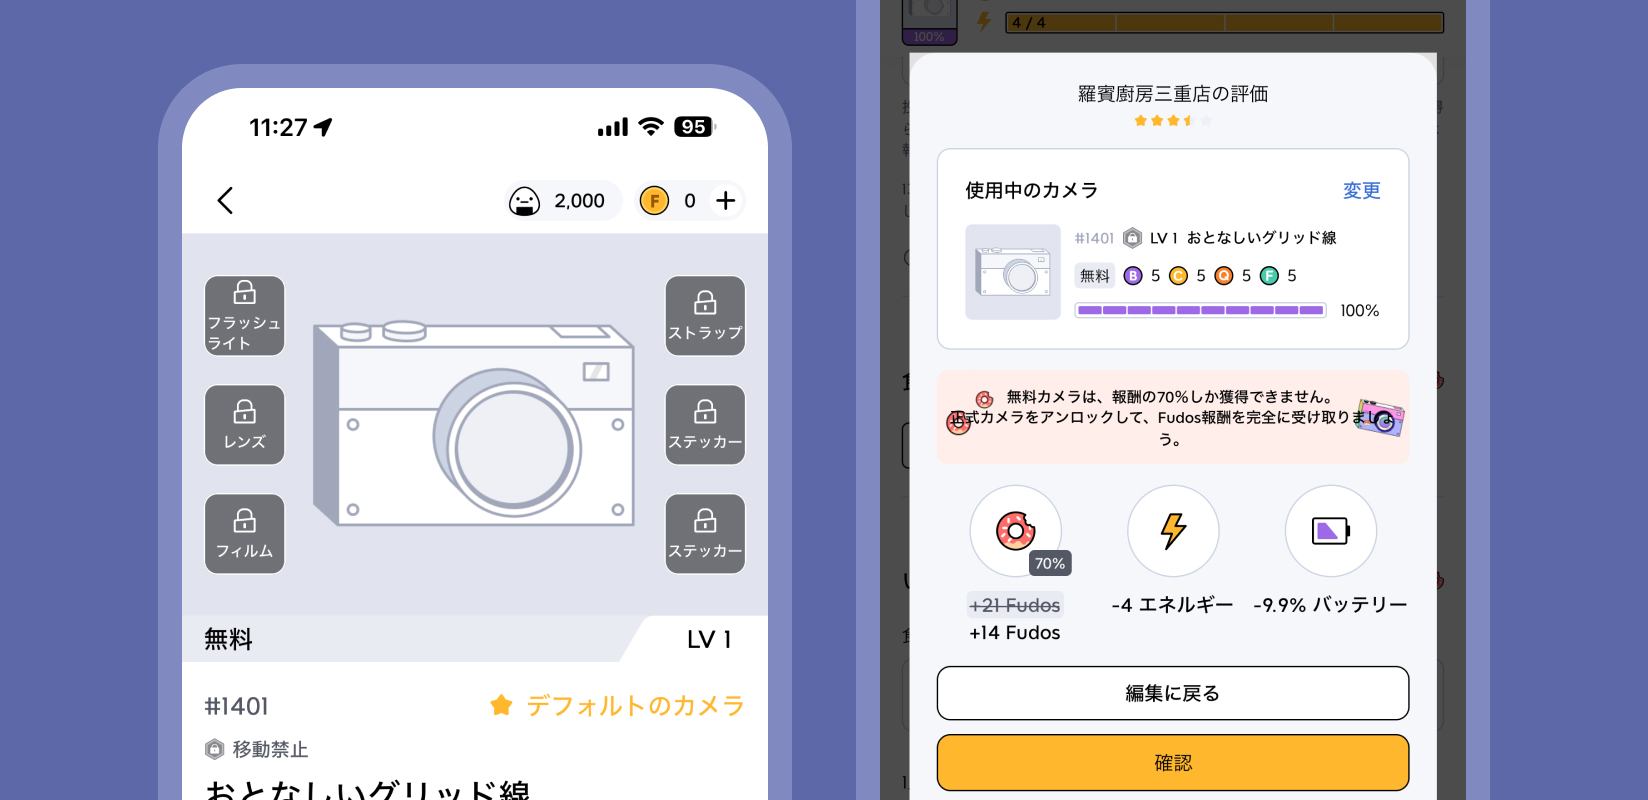 11:27
95
2,000
F
0
フラッシュ
ライト
ストラップ
レンズ
ステッカー
フィルム
ステッカー
無料
LV 1
#1401
デフォルトのカメラ
移動禁止
おとなしいグリッド線
100%
4 / 4
羅賓廚房三重店の評価
使用中のカメラ
変更
#1401 LV 1 おとなしいグリッド線
無料 B 5 C 5 Q 5 F 5
100%
無料カメラは、報酬の70%しか獲得できません。
正式カメラをアンロックして、Fudos報酬を完全に受け取りましょ
う。
70%
+21 Fudos
+14 Fudos
-4 エネルギー
-9.9% バッテリー
編集に戻る
確認